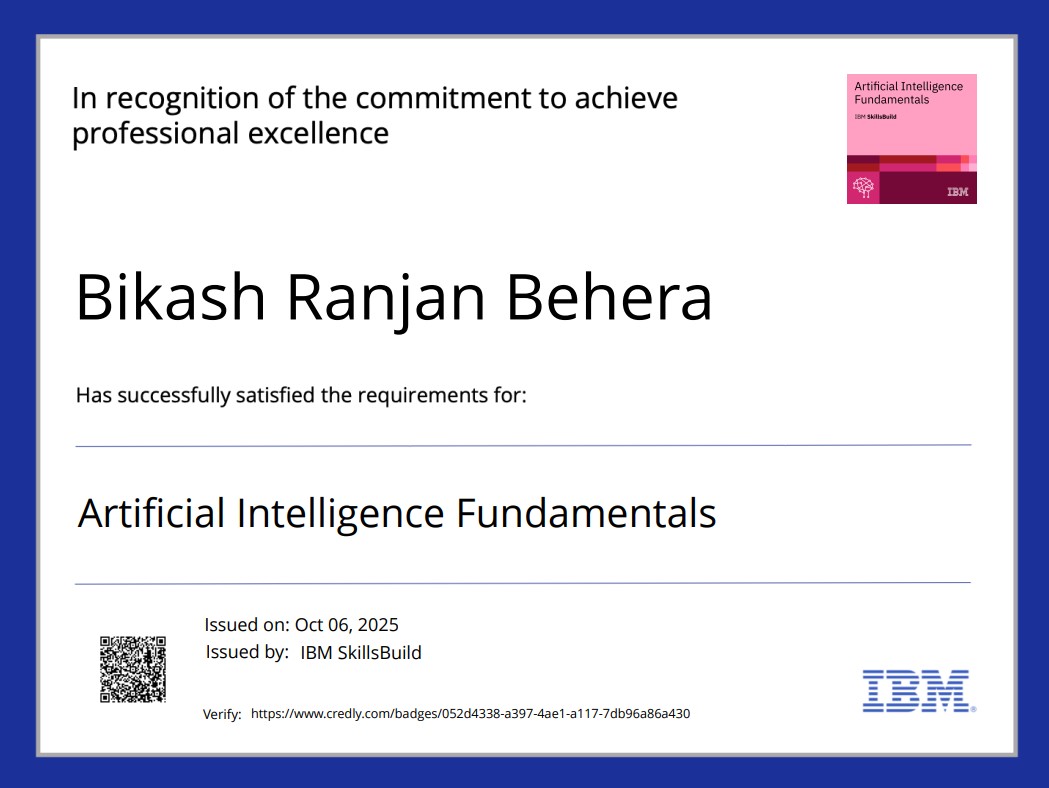 In recognition of the commitment to achieve
professional excellence
Artificial Intelligence
Fundamentals
IBM SkillsBuild
IBM
Bikash Ranjan Behera
Has successfully satisfied the requirements for:
Artificial Intelligence Fundamentals
Issued on: Oct 06, 2025
Issued by: IBM SkillsBuild
Verify: https://www.credly.com/badges/052d4338-a397-4ae1-a117-7db96a86a430
IBM®